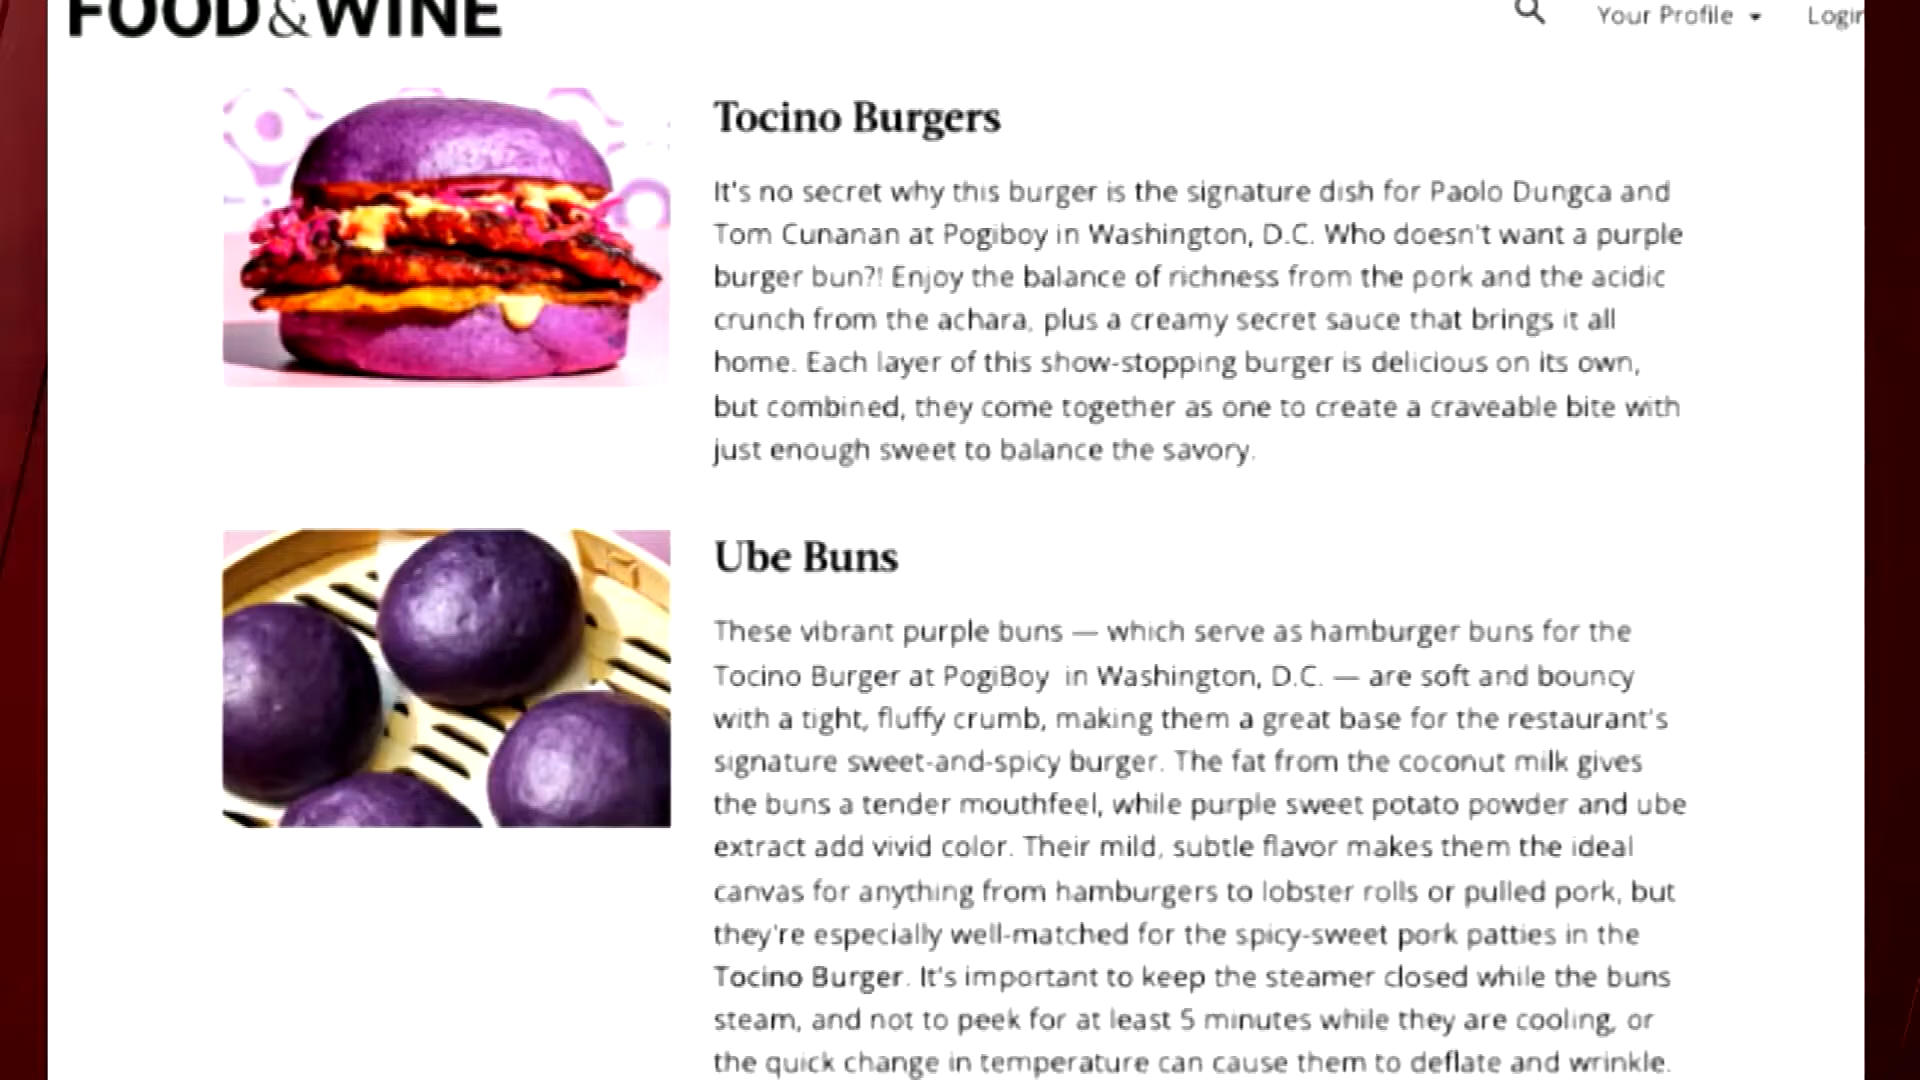 FOOD&WINE
Your Profile
Login
Tocino Burgers
It's no secret why this burger is the signature dish for Paolo Dungca and
Tom Cunanan at Pogiboy in Washington, D.C. Who doesn't want a purple
burger bun?! Enjoy the balance of richness from the pork and the acidic
crunch from the achara, plus a creamy secret sauce that brings it all
home. Each layer of this show-stopping burger is delicious on its own,
but combined, they come together as one to create a craveable bite with
just enough sweet to balance the savory.
Ube Buns
These vibrant purple buns — which serve as hamburger buns for the
Tocino Burger at PogiBoy in Washington, D.C. — are soft and bouncy
with a tight, fluffy crumb, making them a great base for the restaurant's
signature sweet-and-spicy burger. The fat from the coconut milk gives
the buns a tender mouthfeel, while purple sweet potato powder and ube
extract add vivid color. Their mild, subtle flavor makes them the ideal
canvas for anything from hamburgers to lobster rolls or pulled pork, but
they're especially well-matched for the spicy-sweet pork patties in the
Tocino Burger. It's important to keep the steamer closed while the buns
steam, and not to peek for at least 5 minutes while they are cooling, or
the quick change in temperature can cause them to deflate and wrinkle.